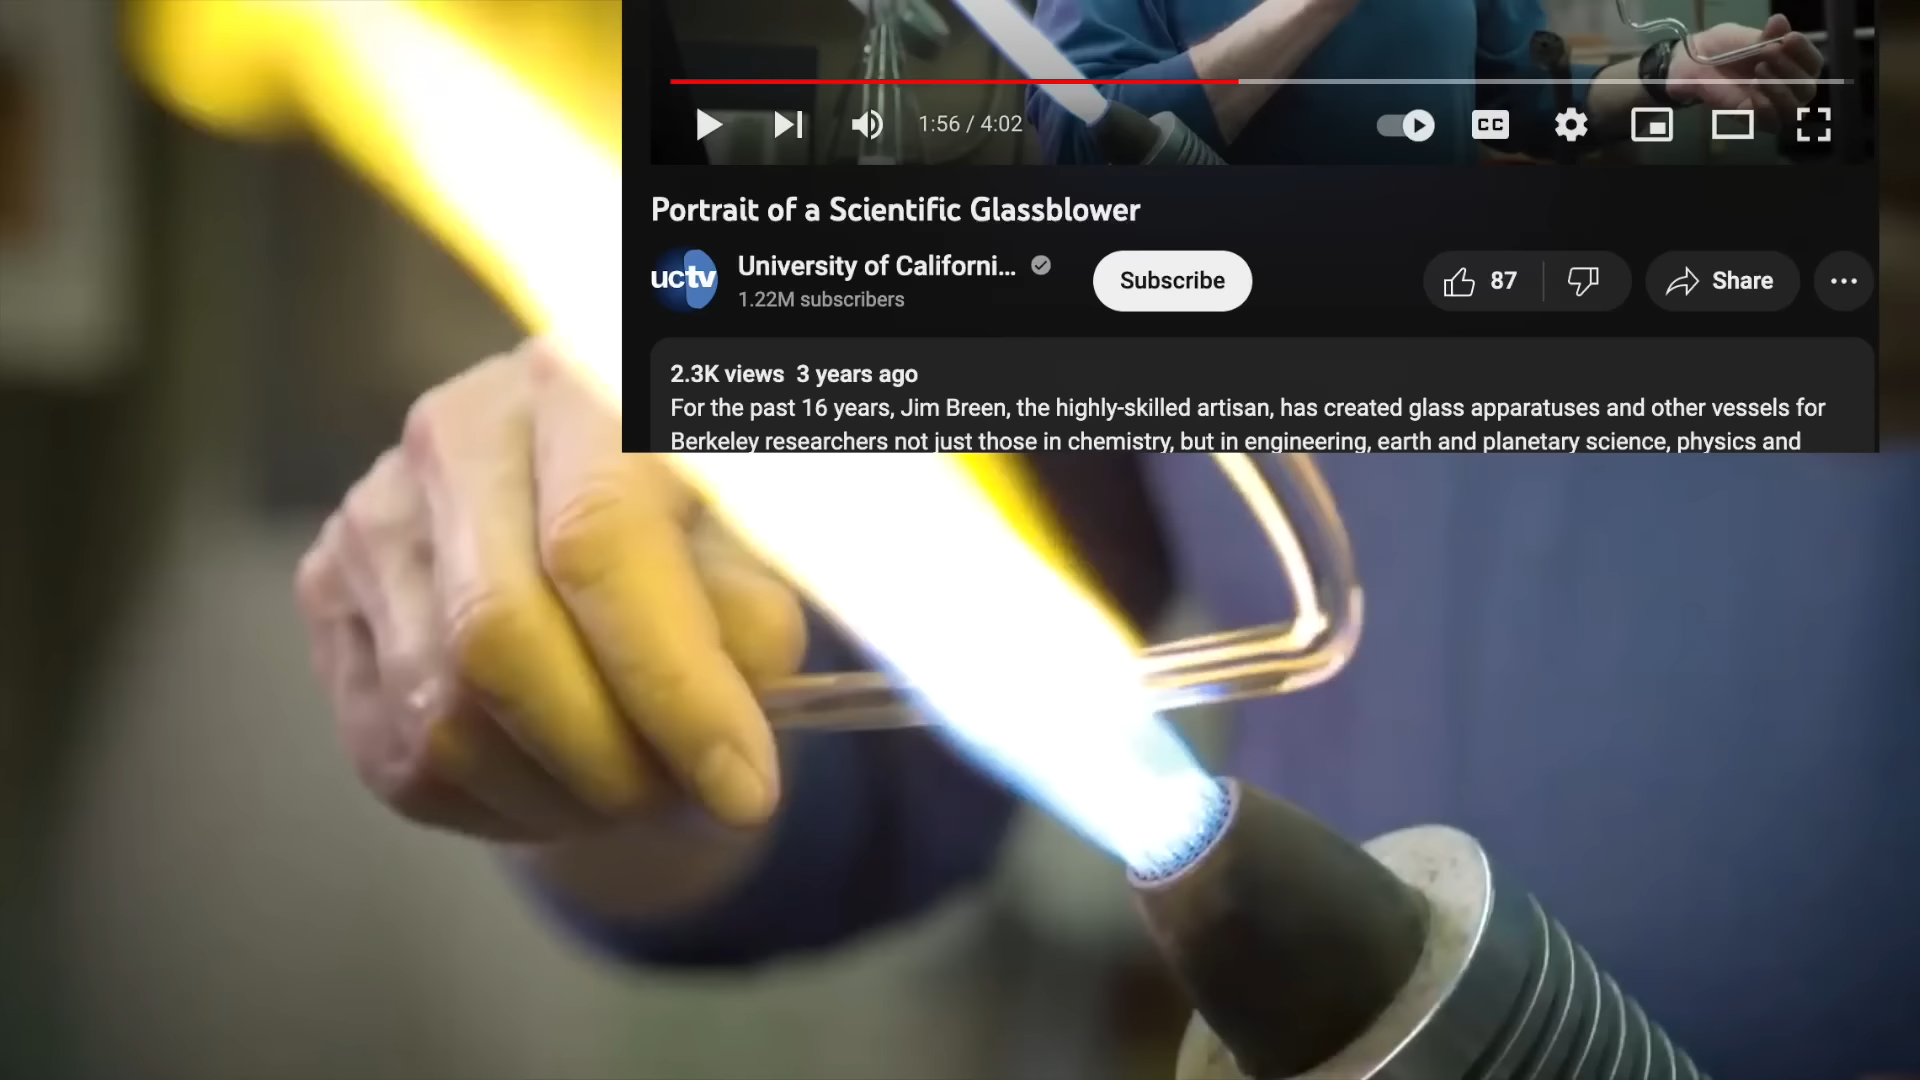 1:56 / 4:02
CC
Portrait of a Scientific Glassblower
uctv
University of Californi...
1.22M subscribers
Subscribe
87
Share
2.3K views 3 years ago
For the past 16 years, Jim Breen, the highly-skilled artisan, has created glass apparatuses and other vessels for
Berkeley researchers not just those in chemistry, but in engineering, earth and planetary science, physics and